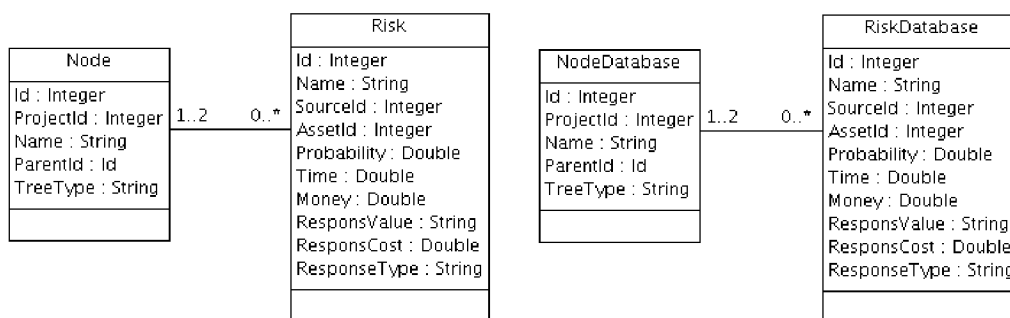 Node
Id : Integer
ProjectId : Integer
Name : String
ParentId : Id
TreeType : String
1..2
0..*
Risk
Id : Integer
Name : String
SourceId : Integer
AssetId : Integer
Probability : Double
Time : Double
Money : Double
ResponsValue : String
ResponsCost : Double
ResponseType : String
NodeDatabase
Id : Integer
ProjectId : Integer
Name : String
ParentId : Id
TreeType : String
1..2
0..*
RiskDatabase
Id : Integer
Name : String
SourceId : Integer
AssetId : Integer
Probability : Double
Time : Double
Money : Double
ResponsValue : String
ResponsCost : Double
ResponseType : String